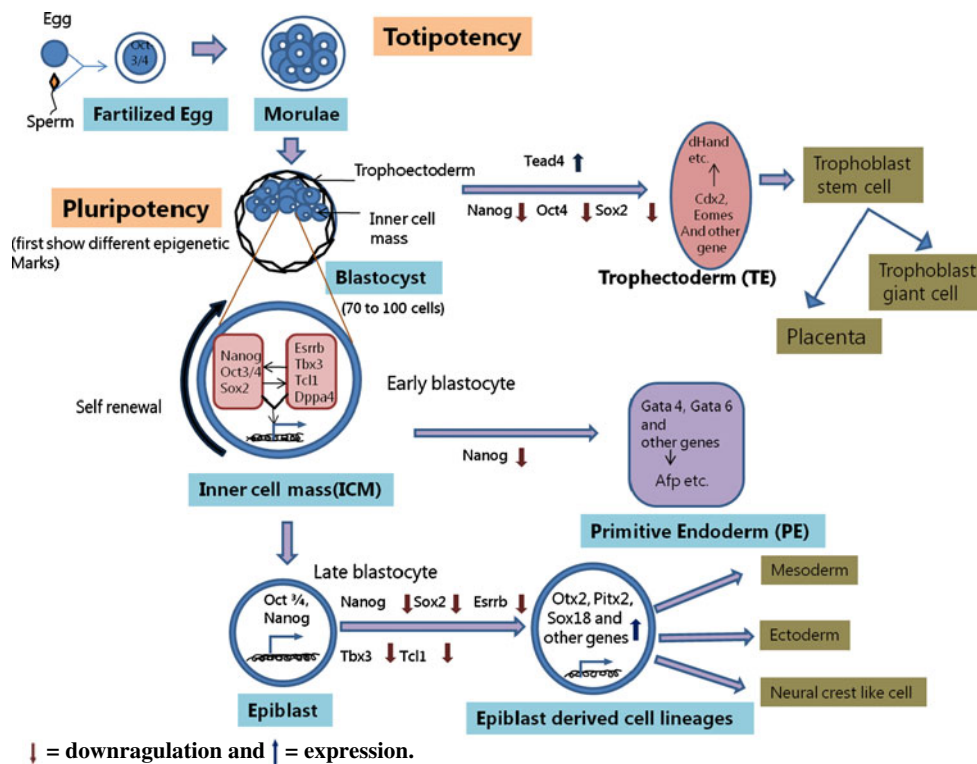 Egg
Sperm
Oct
3/4
Fartilized Egg
Morulae
Totipotency
Pluripotency
(first show different epigenetic
Marks)
Trophoectoderm
Inner cell
mass
Blastocyst
(70 to 100 cells)
Tead4
Nanog Oct4 Sox2
dHand
etc.
Cdx2,
Eomes
And other
gene
Trophectoderm (TE)
Trophoblast
stem cell
Trophoblast
giant cell
Placenta
Self renewal
Nanog
Oct3/4
Sox2
Esrrb
Tbx3
Tcl1
Dppa4
Inner cell mass(ICM)
Early blastocyte
Nanog
Gata 4, Gata 6
and
other genes
Afp etc.
Primitive Endoderm (PE)
Late blastocyte
Oct ¾,
Nanog
Epiblast
Nanog Sox2 Esrrb
Tbx3 Tcl1
Otx2, Pitx2,
Sox18 and
other genes
Epiblast derived cell lineages
Mesoderm
Ectoderm
Neural crest like cell
↓ = downragulation and ↑ = expression.